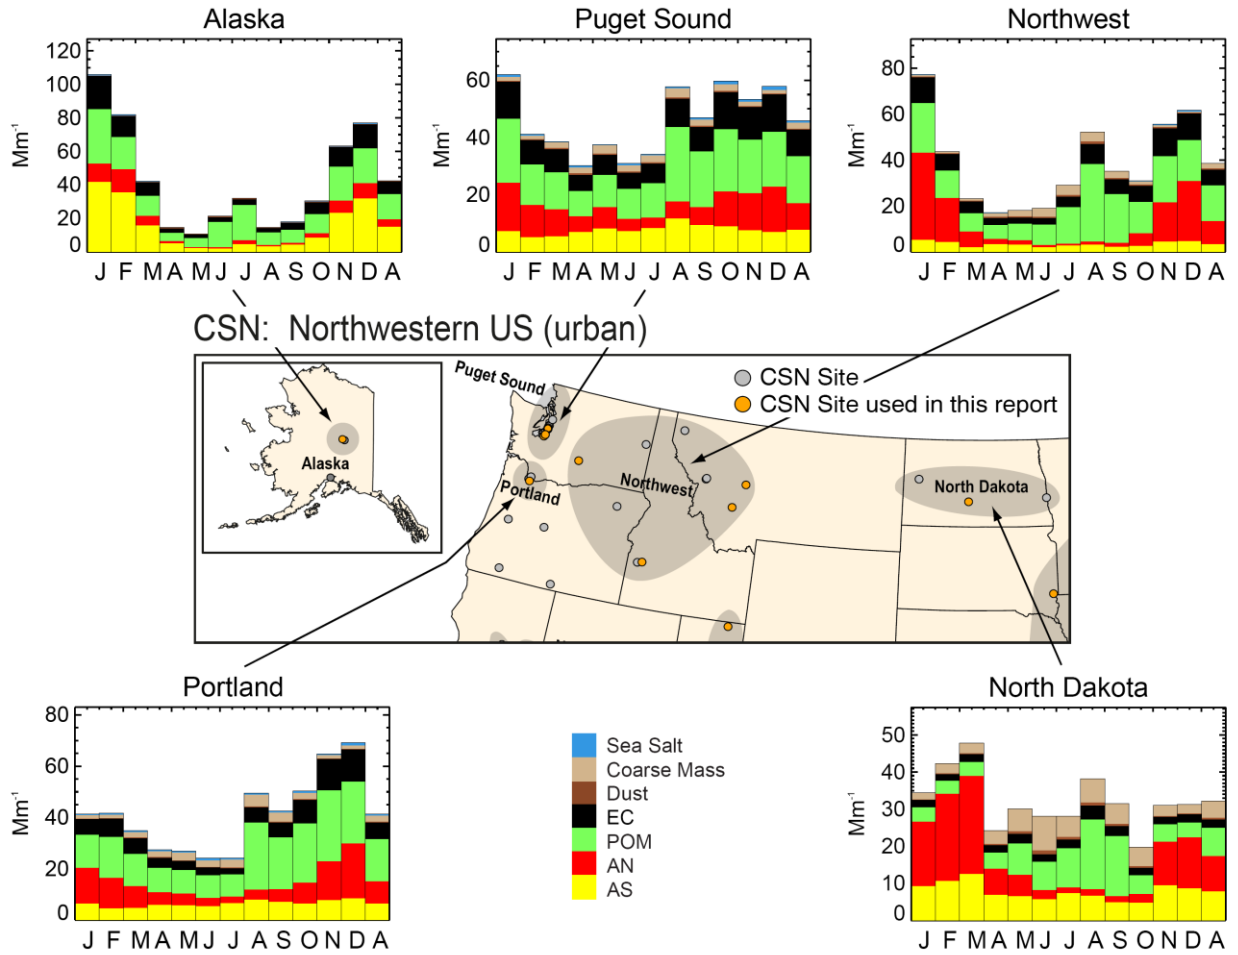 Alaska
Puget Sound
Northwest
120
100
80
60
40
20
0
Mm⁻¹
J F M A M J J A S O N D A
60
40
20
0
Mm⁻¹
J F M A M J J A S O N D A
80
60
40
20
0
Mm⁻¹
J F M A M J J A S O N D A
CSN: Northwestern US (urban)
CSN Site
CSN Site used in this report
Puget Sound
Alaska
Portland
Northwest
North Dakota
Portland
North Dakota
80
60
40
20
0
Mm⁻¹
J F M A M J J A S O N D A
Sea Salt
Coarse Mass
Dust
EC
POM
AN
AS
50
40
30
20
10
0
Mm⁻¹
J F M A M J J A S O N D A